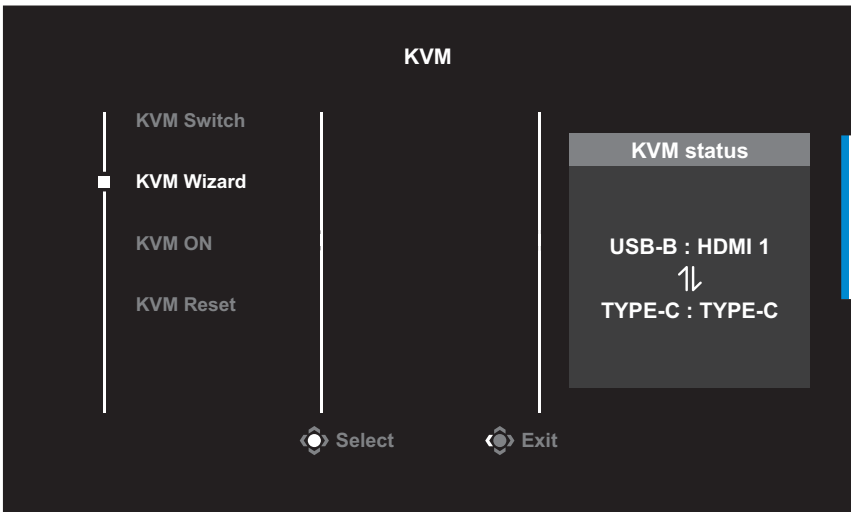 KVM
KVM Switch
KVM Wizard
KVM ON
KVM Reset
KVM status
USB-B : HDMI 1
TYPE-C : TYPE-C
Select
Exit